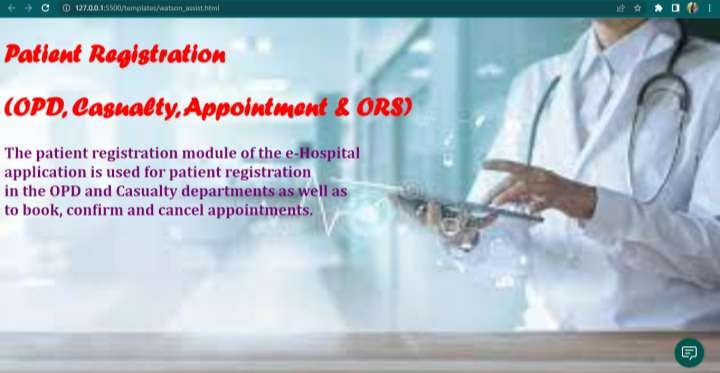 127.0.0.1:5500/templates/watson_assist.html
Patient Registration
(OPD, Casualty, Appointment & ORS)
The patient registration module of the e-Hospital
application is used for patient registration
in the OPD and Casualty departments as well as
to book, confirm and cancel appointments.